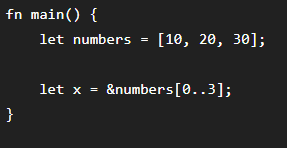 fn main() {
    let numbers = [10, 20, 30];
    let x = &numbers[0..3];
}